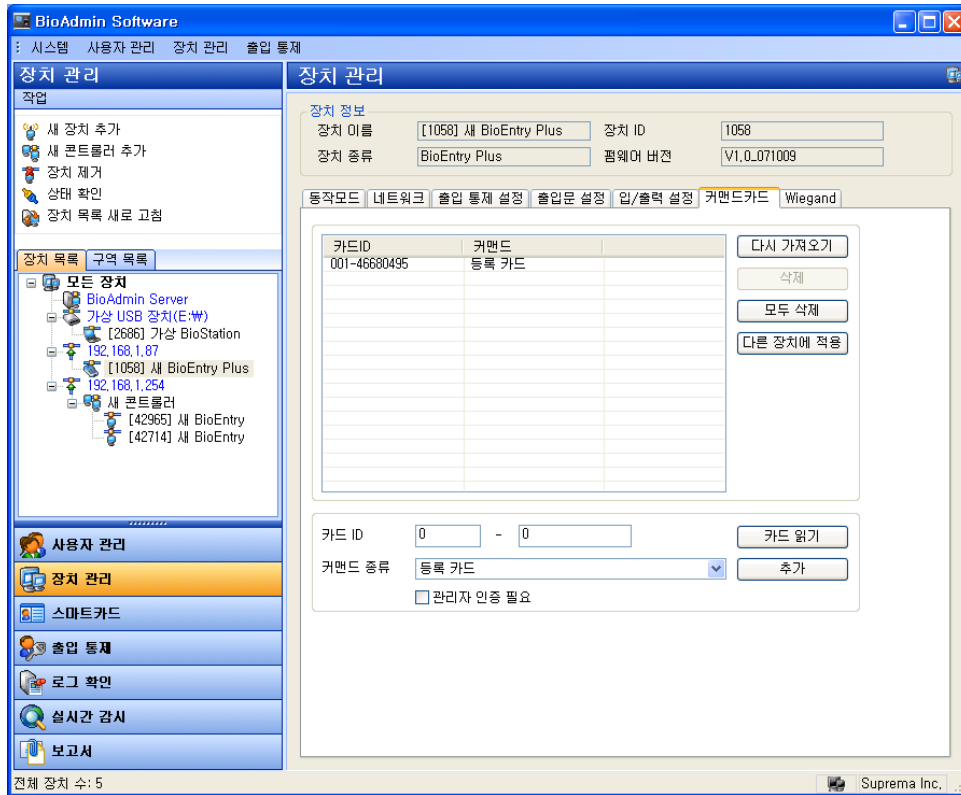 BioAdmin Software
시스템 사용자 관리 장치 관리 출입 통제
장치 관리
작업
새 장치 추가
새 콘트롤러 추가
장치 제거
상태 확인
장치 목록 새로 고침
장치 목록 구역 목록
모든 장치
BioAdmin Server
가상 USB 장치(E:₩)
[2686] 가상 BioStation
192.168.1.87
[1058] 새 BioEntry Plus
192.168.1.254
새 콘트롤러
[42965] 새 BioEntry
[42714] 새 BioEntry
사용자 관리
장치 관리
스마트카드
출입 통제
로그 확인
실시간 감시
보고서
장치 관리
장치 정보
장치 이름 [1058] 새 BioEntry Plus 장치 ID 1058
장치 종류 BioEntry Plus 펌웨어 버전 V1.0_071009
동작모드 네트워크 출입 통제 설정 출입문 설정 입/출력 설정 커맨드카드 Wiegand
카드ID 커맨드
001-46680495 등록 카드
다시 가져오기
삭제
모두 삭제
다른 장치에 적용
카드 ID 0 - 0 카드 읽기
커맨드 종류 등록 카드 추가
관리자 인증 필요
전체 장치 수: 5 Suprema Inc.